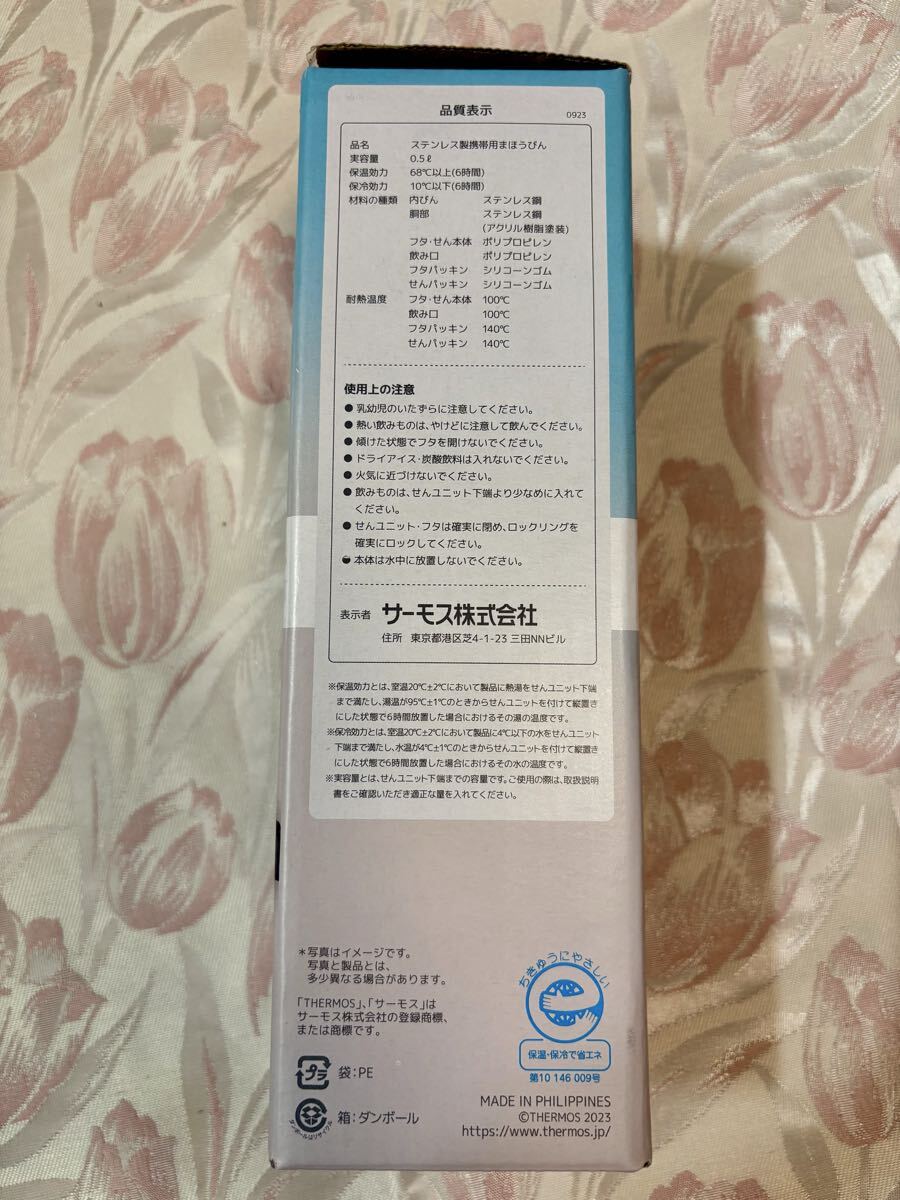 品質表示
0923
品名 ステンレス製携帯用まほうびん
実容量 0.5ℓ
保温効力 68℃以上(6時間)
保冷効力 10℃以下(6時間)
材料の種類 内びん ステンレス鋼
胴部 ステンレス鋼
(アクリル樹脂塗装)
フタ・せん本体 ポリプロピレン
飲み口 ポリプロピレン
フタパッキン シリコーンゴム
せんパッキン シリコーンゴム
耐熱温度 フタ・せん本体 100℃
飲み口 100℃
フタパッキン 140℃
せんパッキン 140℃
使用上の注意
●乳幼児のいたずらに注意してください。
●熱い飲みものは、やけどに注意して飲んでください。
●傾けた状態でフタを開けないでください。
●ドライアイス・炭酸飲料は入れないでください。
●火気に近づけないでください。
●飲みものは、せんユニット下端より少なめに入れて
ください。
●せんユニット・フタは確実に閉め、ロックリングを
確実にロックしてください。
●本体は水中に放置しないでください。
表示者 サーモス株式会社
住所 東京都港区芝4-1-23 三田NNビル
※保温効力とは、室温20℃±2℃において製品に熱湯をせんユニット下端
まで満たし、湯温が95℃±1℃のときからせんユニットを付けて縦置き
にした状態で6時間放置した場合におけるその湯の温度です。
※保冷効力とは、室温20℃±2℃において製品に4℃以下の水をせんユニット
下端まで満たし、水温が4℃±1℃のときからせんユニットを付けて縦置き
にした状態で6時間放置した場合におけるその水の温度です。
※実容量とは、せんユニット下端までの容量です。ご使用の際は、取扱説明
書をご確認いただき適正な量を入れてください。
＊写真はイメージです。
写真と製品とは、
多少異なる場合があります。
「THERMOS」、「サーモス」は
サーモス株式会社の登録商標、
または商標です。
プラ 袋:PE
ダンボールはリサイクル 箱:ダンボール
ちきゅうにやさしい
保温・保冷で省エネ
第10 146 009号
MADE IN PHILIPPINES
©THERMOS 2023
https://www.thermos.jp/